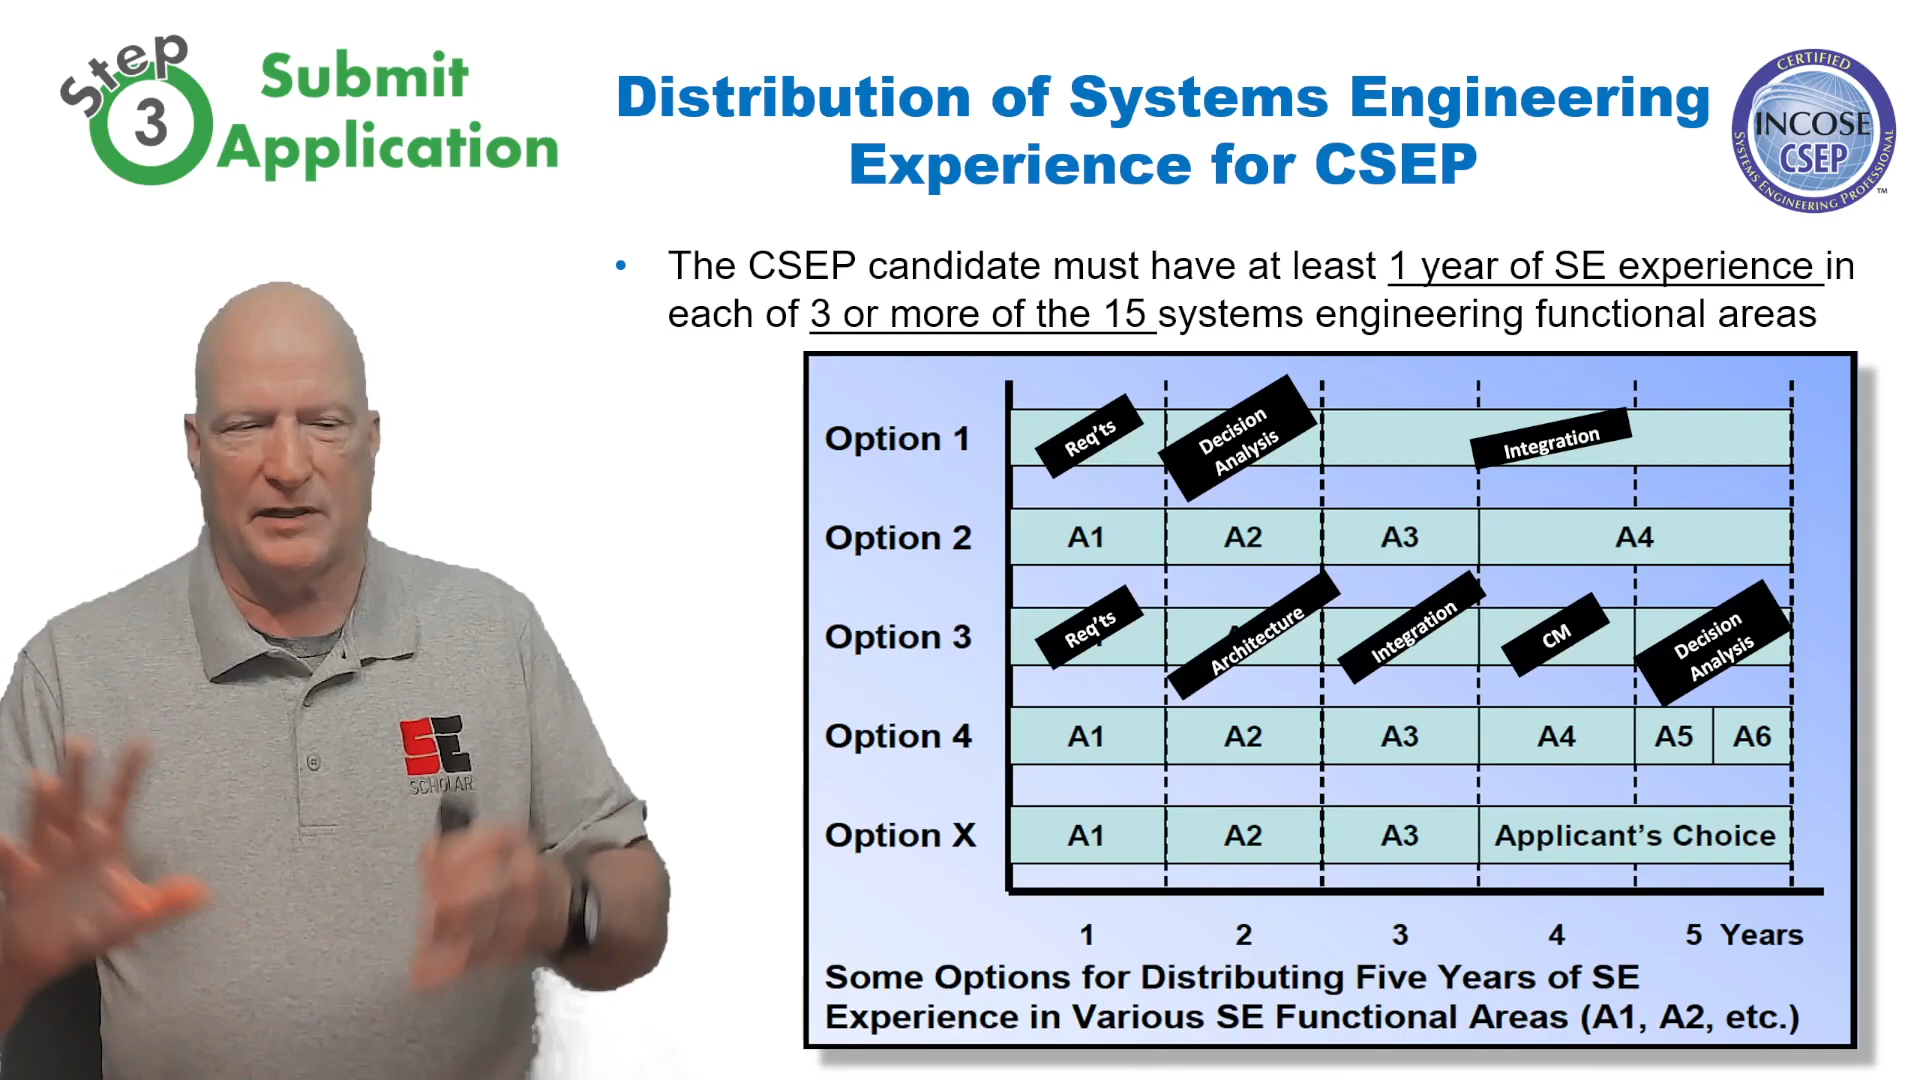 Step
3
Submit
Application
Distribution of Systems Engineering
Experience for CSEP
CERTIFIED
INCOSE
CSEP
SYSTEMS ENGINEERING PROFESSIONAL
TM
• The CSEP candidate must have at least 1 year of SE experience in
each of 3 or more of the 15 systems engineering functional areas
Option 1
Req'ts
Decision
Analysis
Integration
Option 2
A1 A2 A3 A4
Option 3
Req'ts
Architecture
Integration
CM
Decision
Analysis
Option 4
A1 A2 A3 A4 A5 A6
Option X
A1 A2 A3 Applicant's Choice
1 2 3 4 5 Years
Some Options for Distributing Five Years of SE
Experience in Various SE Functional Areas (A1, A2, etc.)
SE
SCHOLAR